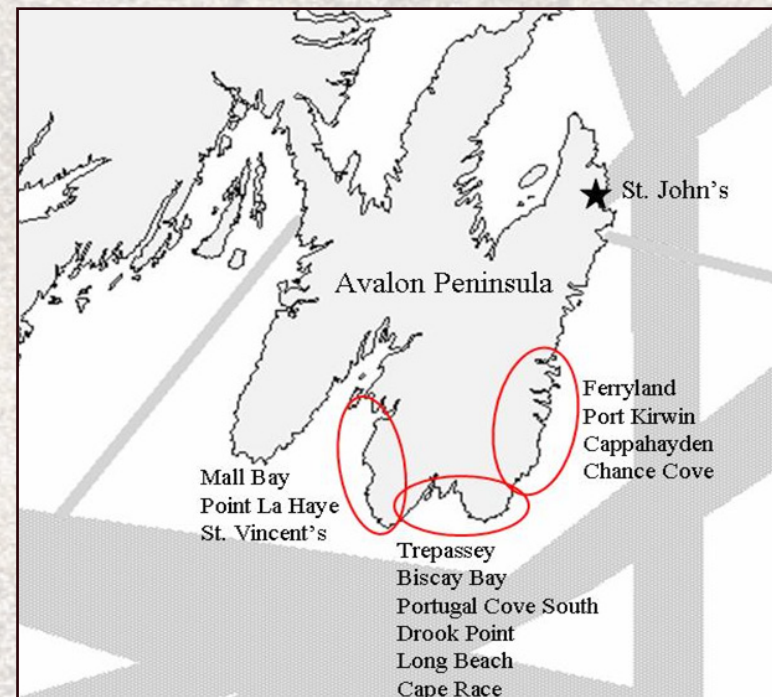 St. John's
Avalon Peninsula
Ferryland
Port Kirwin
Cappahayden
Chance Cove
Mall Bay
Point La Haye
St. Vincent's
Trepassey
Biscay Bay
Portugal Cove South
Drook Point
Long Beach
Cape Race